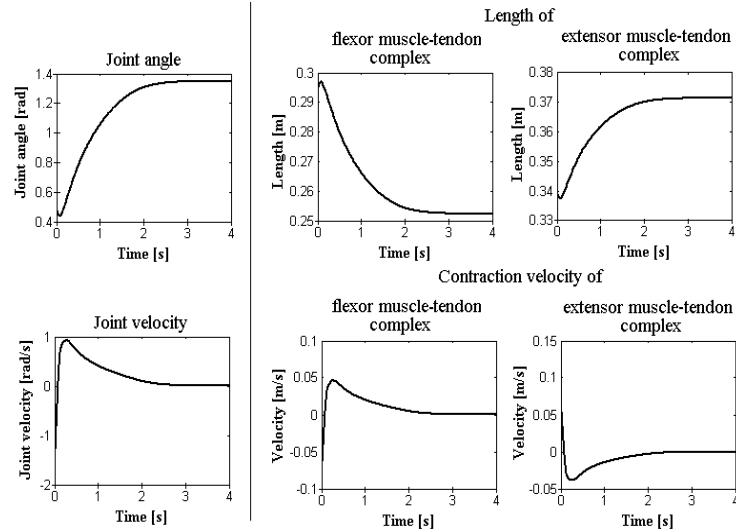 Length of
Joint angle
flexor muscle-tendon
complex
extensor muscle-tendon
complex
Joint angle [rad]
1.4
1.2
1
0.8
0.6
0.4
0 1 2 3 4
Time [s]
Length [m]
0.3
0.29
0.28
0.27
0.26
0.25
0 1 2 3 4
Time [s]
Length [m]
0.38
0.37
0.36
0.35
0.34
0.33
0 1 2 3 4
Time [s]
Contraction velocity of
Joint velocity
flexor muscle-tendon
complex
extensor muscle-tendon
complex
Joint velocity [rad/s]
1
0
-1
-2
0 1 2 3 4
Time [s]
Velocity [m/s]
0.1
0.05
0
-0.05
-0.1
0 1 2 3 4
Time [s]
Velocity [m/s]
0.15
0.1
0.05
0
-0.05
0 1 2 3 4
Time [s]